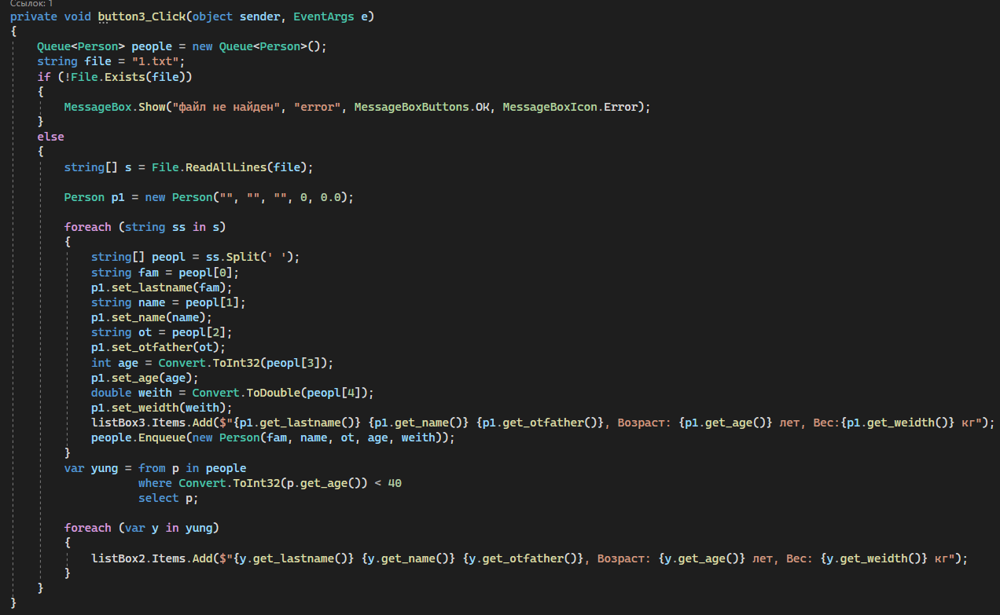 Ссылок: 1
private void button3_Click(object sender, EventArgs e)
{
    Queue<Person> people = new Queue<Person>();
    string file = "1.txt";
    if (!File.Exists(file))
    {
        MessageBox.Show("файл не найден", "error", MessageBoxButtons.OK, MessageBoxIcon.Error);
    }
    else
    {
        string[] s = File.ReadAllLines(file);
        Person p1 = new Person("", "", "", 0, 0.0);
        foreach (string ss in s)
        {
            string[] peopl = ss.Split(' ');
            string fam = peopl[0];
            p1.set_lastname(fam);
            string name = peopl[1];
            p1.set_name(name);
            string ot = peopl[2];
            p1.set_otfather(ot);
            int age = Convert.ToInt32(peopl[3]);
            p1.set_age(age);
            double weith = Convert.ToDouble(peopl[4]);
            p1.set_weidth(weith);
            listBox3.Items.Add($"{p1.get_lastname()} {p1.get_name()} {p1.get_otfather()}, Возраст: {p1.get_age()} лет, Вес:{p1.get_weidth()} кг");
            people.Enqueue(new Person(fam, name, ot, age, weith));
        }
        var yung = from p in people
                   where Convert.ToInt32(p.get_age()) < 40
                   select p;
        foreach (var y in yung)
        {
            listBox2.Items.Add($"{y.get_lastname()} {y.get_name()} {y.get_otfather()}, Возраст: {y.get_age()} лет, Вес: {y.get_weidth()} кг");
        }
    }
}